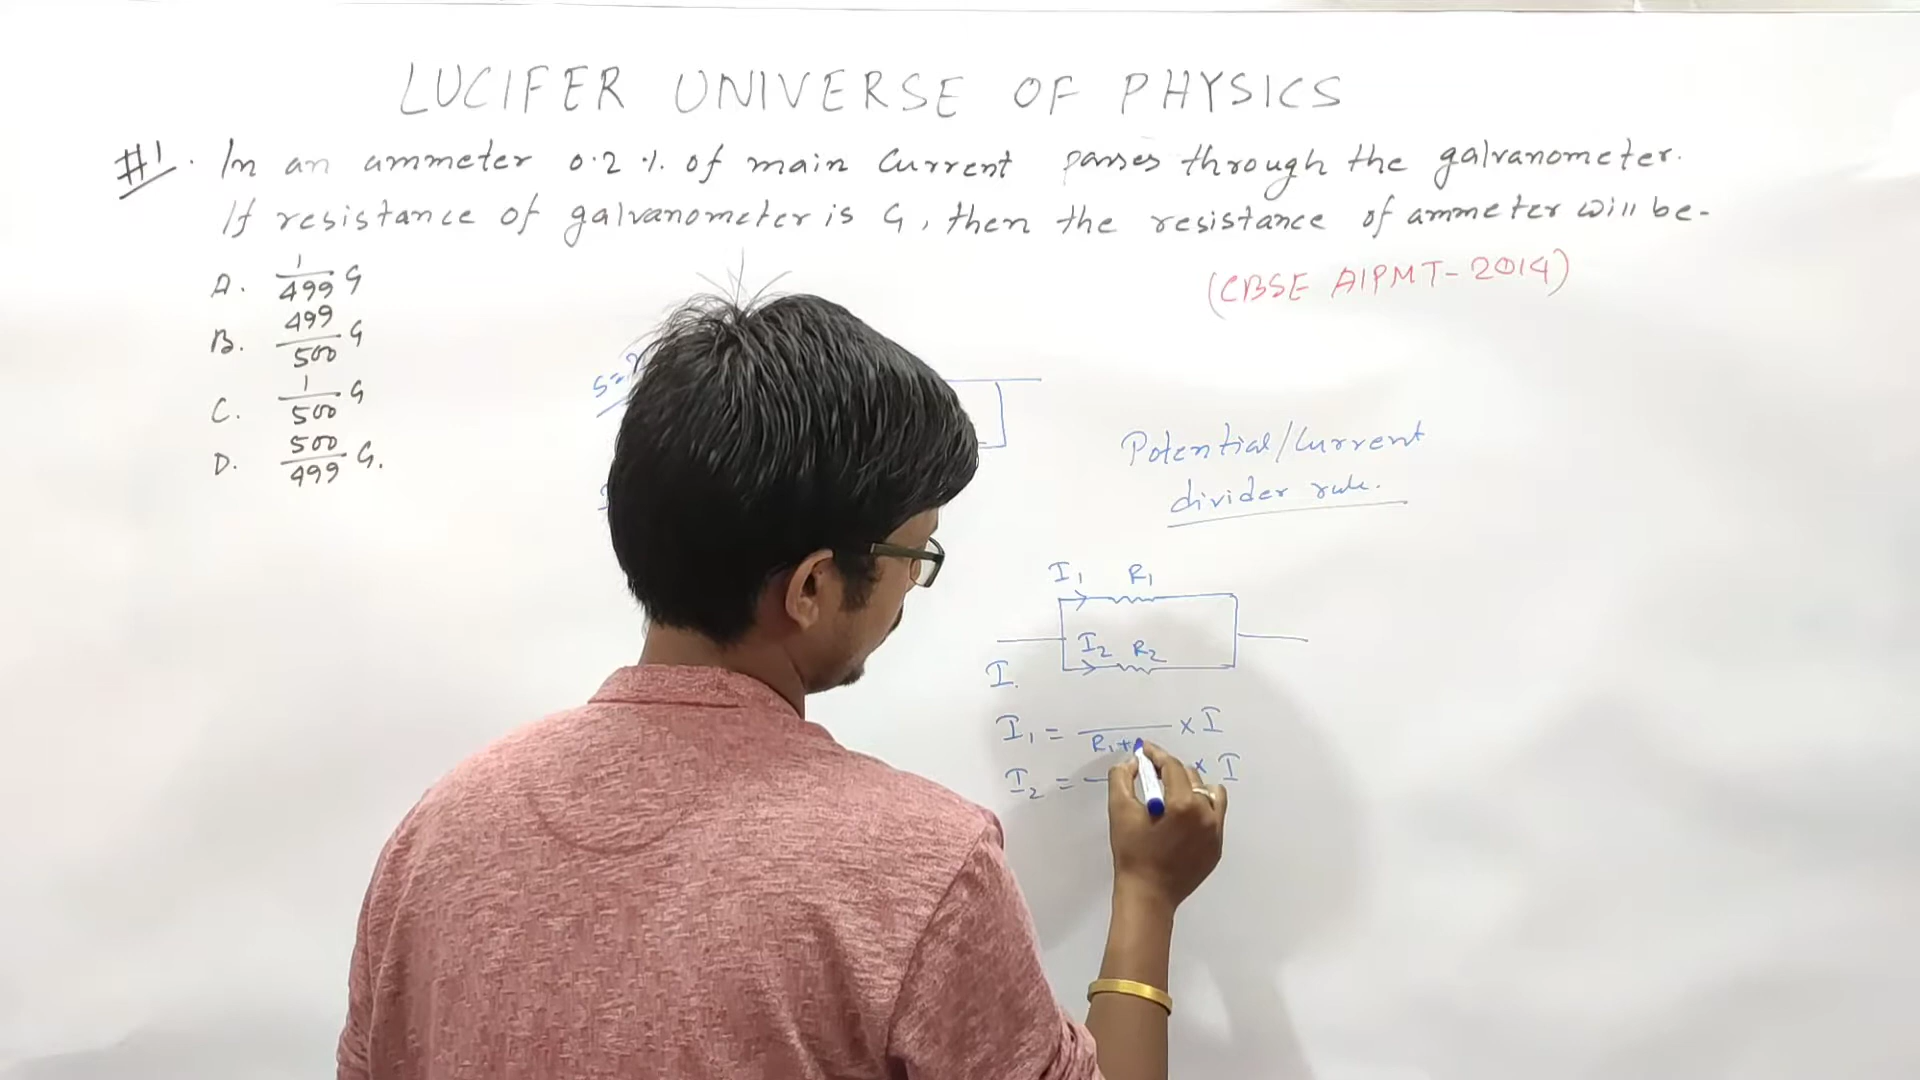 LUCIFER UNIVERSE OF PHYSICS
#1. In an ammeter 0.2 %. of main Current passes through the galvanometer.
If resistance of galvanometer is G, then the resistance of ammeter will be-
(CBSE AIPMT-2014)
A. 1/499 G
B. 499/500 G
C. 1/500 G
D. 500/499 G.
S=
Potential/Current
divider rule.
I₁ R₁
I₂ R₂
I.
I₁ = /R₁+ × I
I₂ = × I